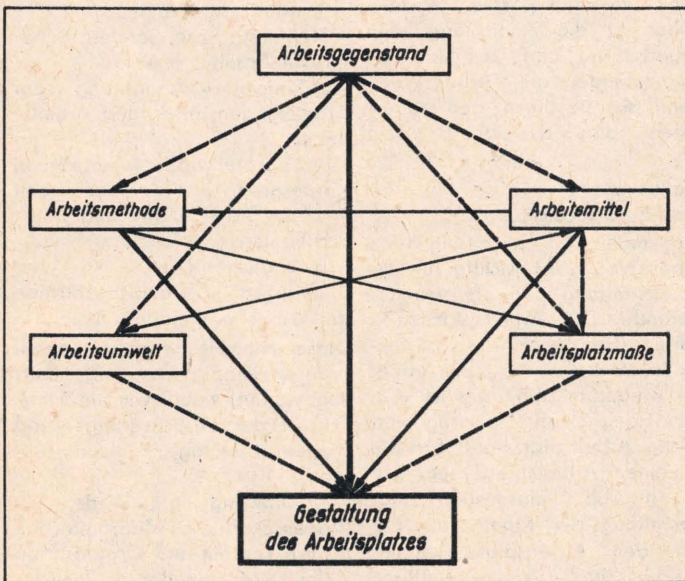 Arbeitsgegenstand
Arbeitsmethode
Arbeitsmittel
Arbeitsumwelt
Arbeitsplatzmaße
Gestaltung
des Arbeitsplatzes